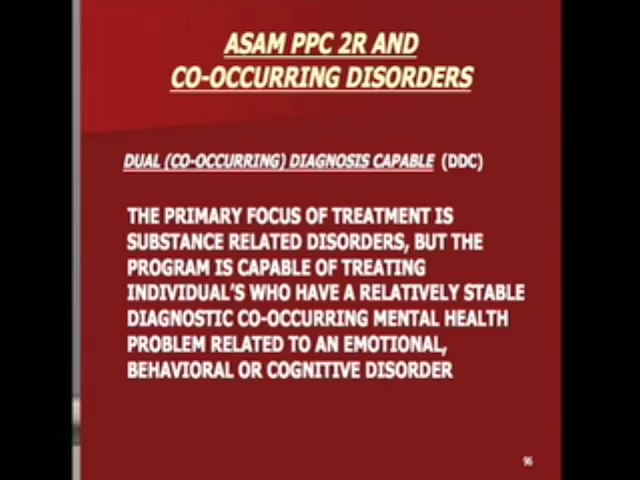 ASAM PPC 2R AND
CO-OCCURRING DISORDERS
DUAL (CO-OCCURRING) DIAGNOSIS CAPABLE (DDC)
THE PRIMARY FOCUS OF TREATMENT IS
SUBSTANCE RELATED DISORDERS, BUT THE
PROGRAM IS CAPABLE OF TREATING
INDIVIDUAL'S WHO HAVE A RELATIVELY STABLE
DIAGNOSTIC CO-OCCURRING MENTAL HEALTH
PROBLEM RELATED TO AN EMOTIONAL,
BEHAVIORAL OR COGNITIVE DISORDER
96